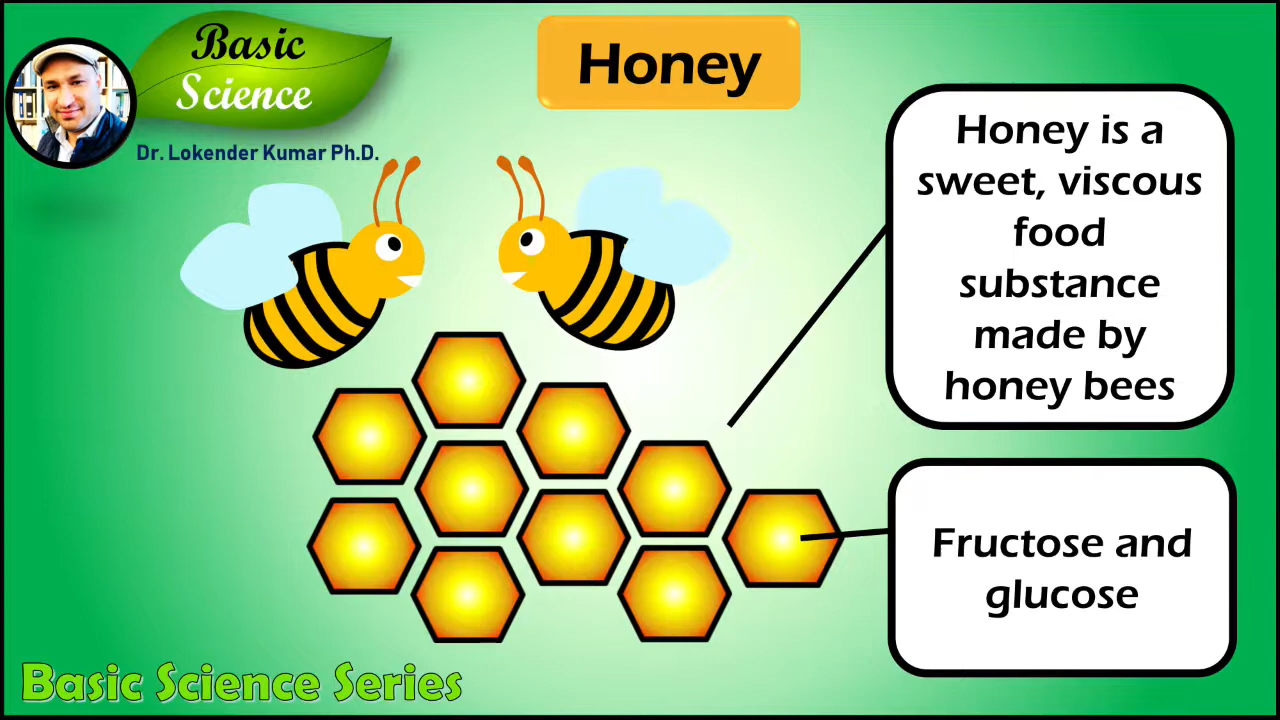 Basic
Science
Dr. Lokender Kumar Ph.D.
Honey
Honey is a
sweet, viscous
food
substance
made by
honey bees
Fructose and
glucose
Basic Science Series